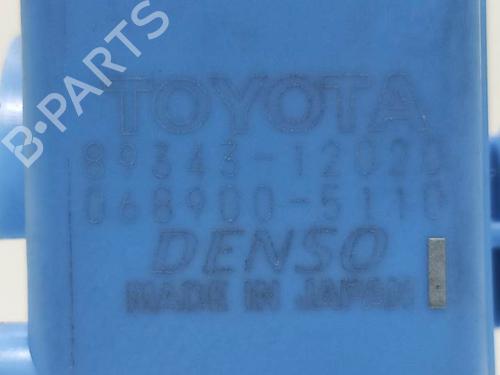 B-PARTS
TOYOTA
89343-12020
068900-5110
DENSO
MADE IN JAPAN